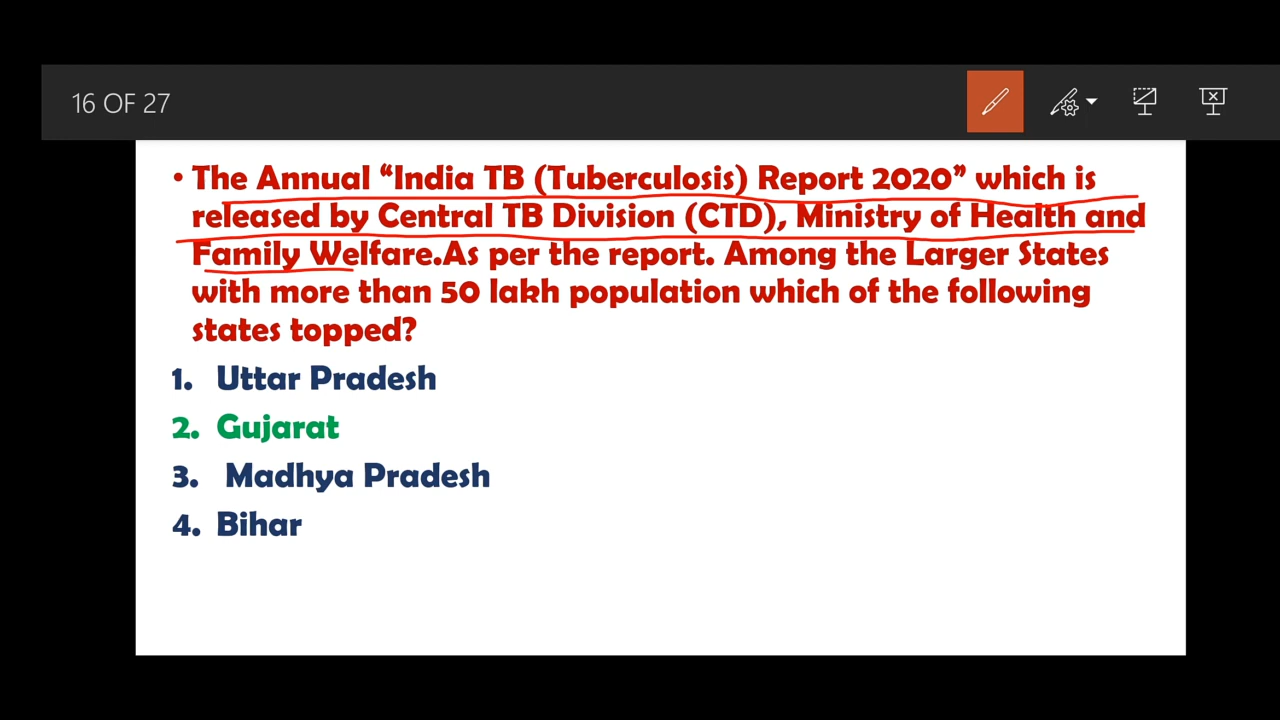 16 OF 27
• The Annual “India TB (Tuberculosis) Report 2020” which is
released by Central TB Division (CTD), Ministry of Health and
Family Welfare.As per the report. Among the Larger States
with more than 50 lakh population which of the following
states topped?
1. Uttar Pradesh
2. Gujarat
3. Madhya Pradesh
4. Bihar